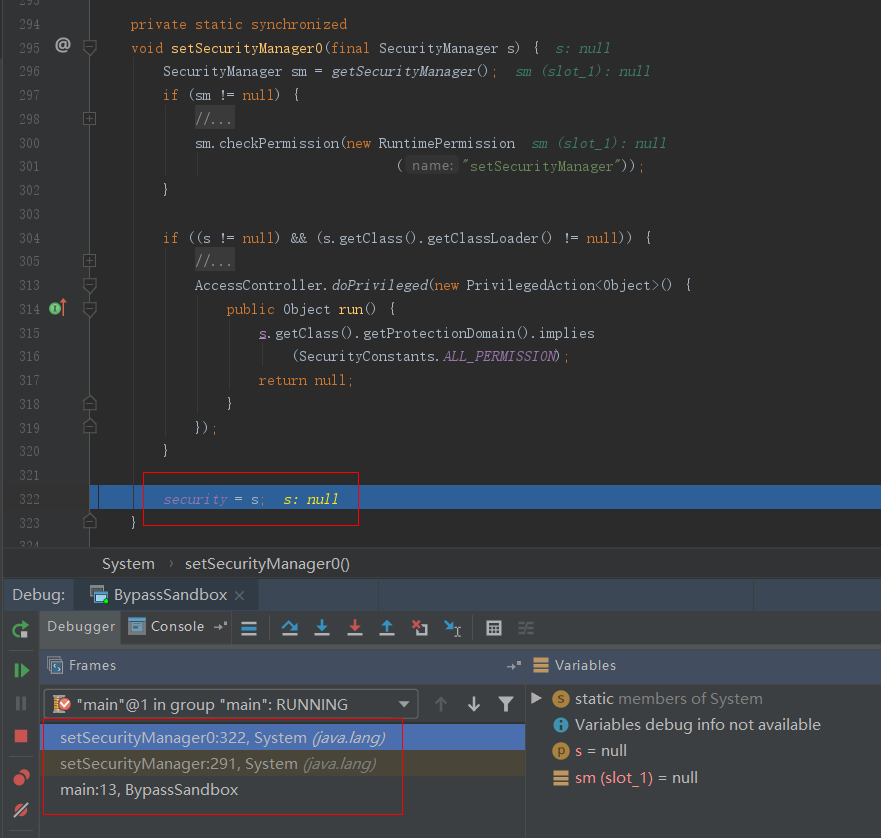 293
294 private static synchronized
295 @ void setSecurityManager0(final SecurityManager s) { s: null
296 SecurityManager sm = getSecurityManager(); sm (slot_1): null
297 if (sm != null) {
298 //...
300 sm.checkPermission(new RuntimePermission sm (slot_1): null
301 ( name: "setSecurityManager"));
302 }
303
304 if ((s != null) && (s.getClass().getClassLoader() != null)) {
305 //...
313 AccessController.doPrivileged(new PrivilegedAction<Object>() {
314 public Object run() {
315 s.getClass().getProtectionDomain().implies
316 (SecurityConstants.ALL_PERMISSION);
317 return null;
318 }
319 });
320 }
321
322 security = s; s: null
323 }
324
System › setSecurityManager0()
Debug: BypassSandbox ×
Debugger Console
Frames
Variables
"main"@1 in group "main": RUNNING
setSecurityManager0:322, System (java.lang)
setSecurityManager:291, System (java.lang)
main:13, BypassSandbox
static members of System
Variables debug info not available
s = null
sm (slot_1) = null